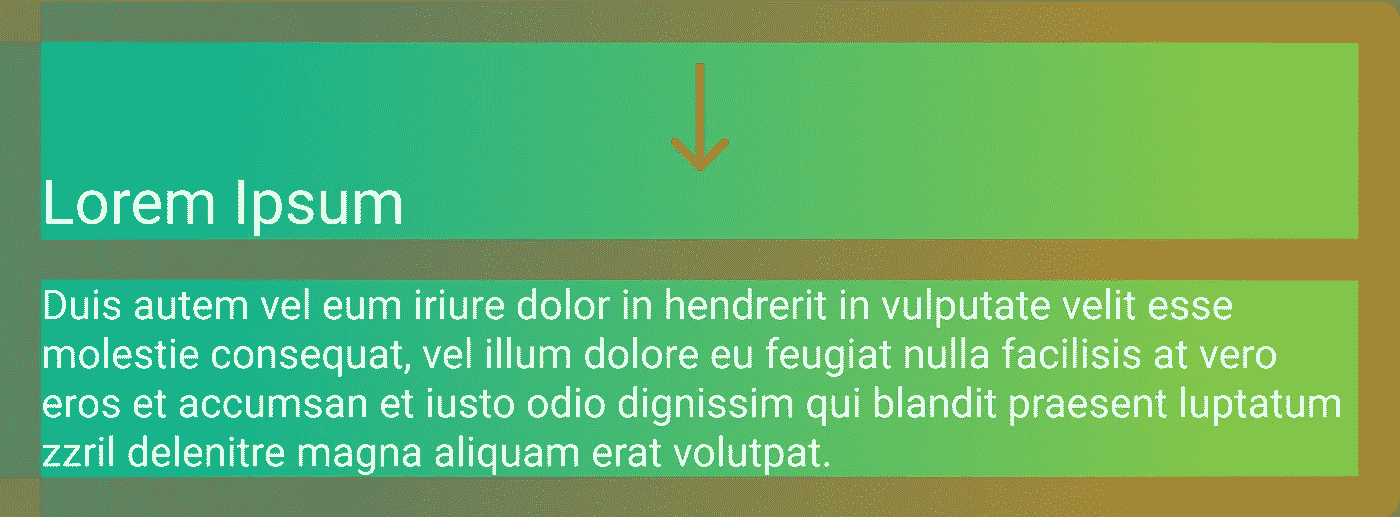 Lorem Ipsum
Duis autem vel eum iriure dolor in hendrerit in vulputate velit esse
molestie consequat, vel illum dolore eu feugiat nulla facilisis at vero
eros et accumsan et iusto odio dignissim qui blandit praesent luptatum
zzril delenitre magna aliquam erat volutpat.